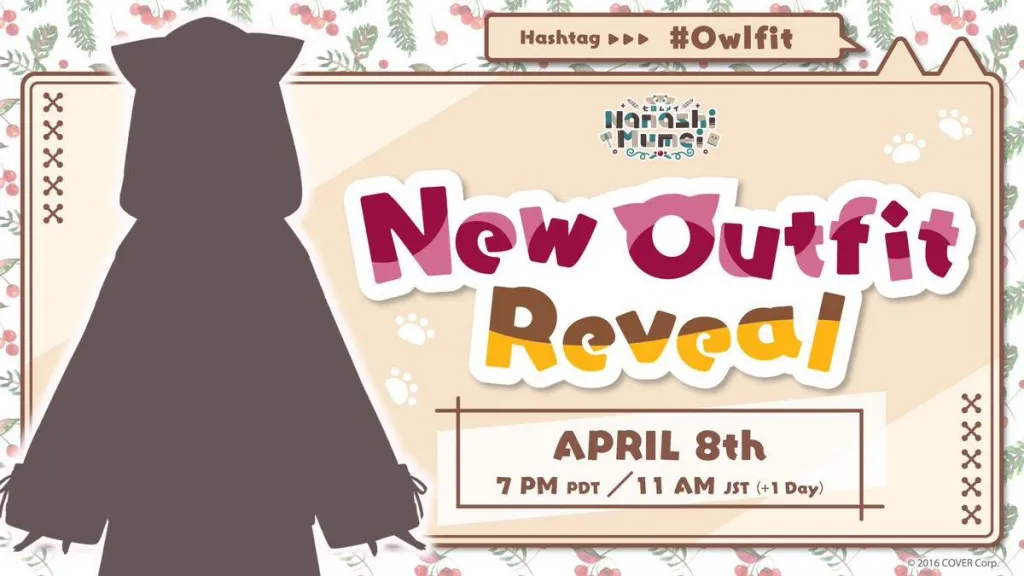 Hashtag ▸▸▸ #Owlfit
七詩ムメイ
Nanashi
Mumei
New Outfit
Reveal
APRIL 8th
7 PM PDT / 11 AM JST (+1 Day)
© 2016 COVER Corp.